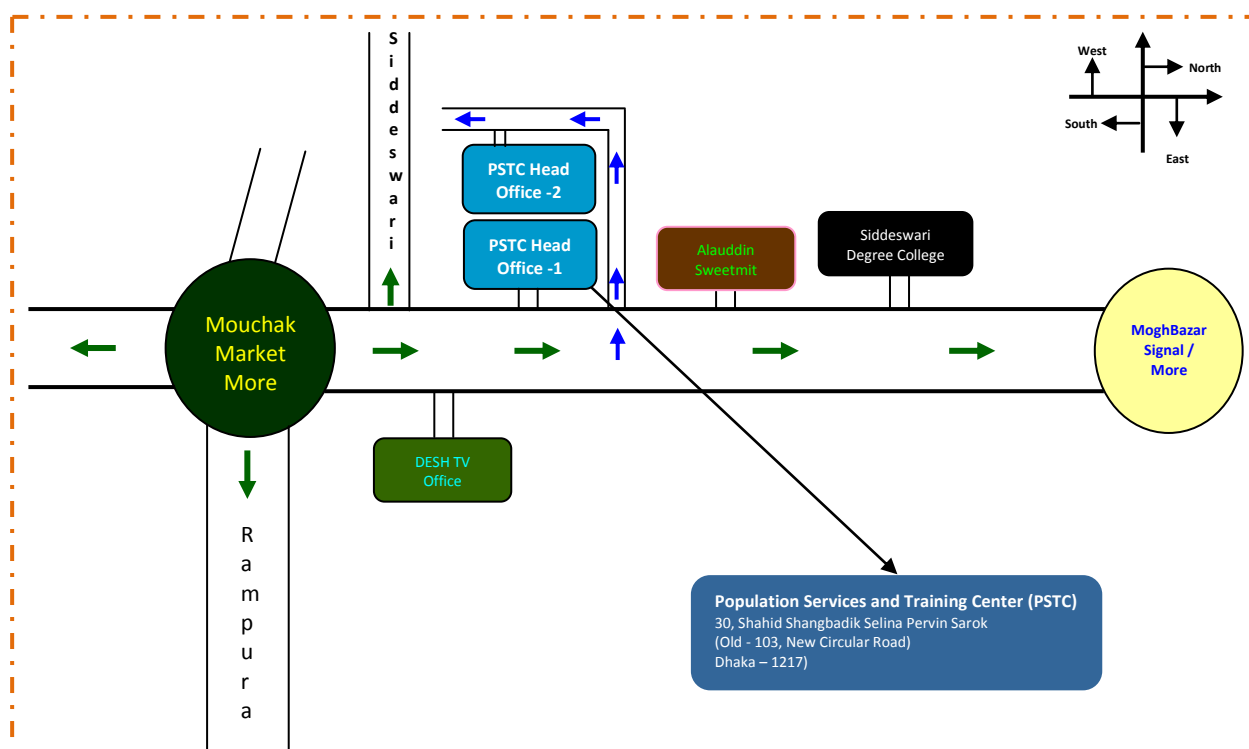 Siddeswari
West
North
South
East
PSTC Head
Office -2
PSTC Head
Office -1
Alauddin
Sweetmit
Siddeswari
Degree College
Mouchak
Market
More
MoghBazar
Signal /
More
DESH TV
Office
Rampura
Population Services and Training Center (PSTC)
30, Shahid Shangbadik Selina Pervin Sarok
(Old - 103, New Circular Road)
Dhaka – 1217)